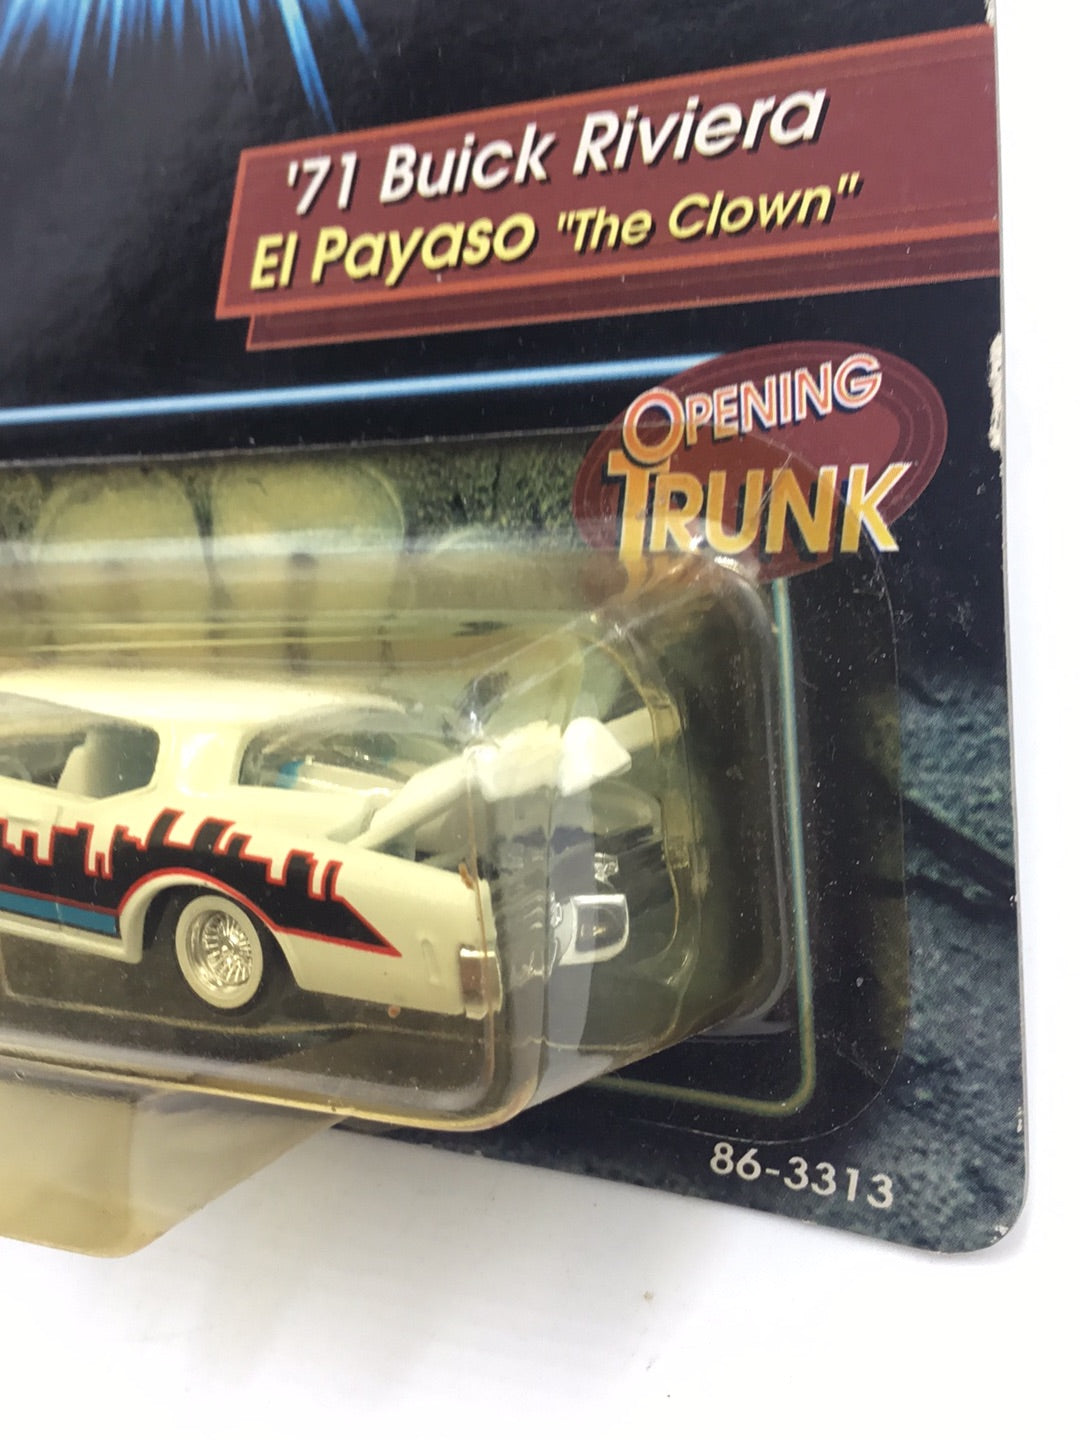 '71 Buick Riviera
El Payaso "The Clown"
OPENING
TRUNK
86-3313